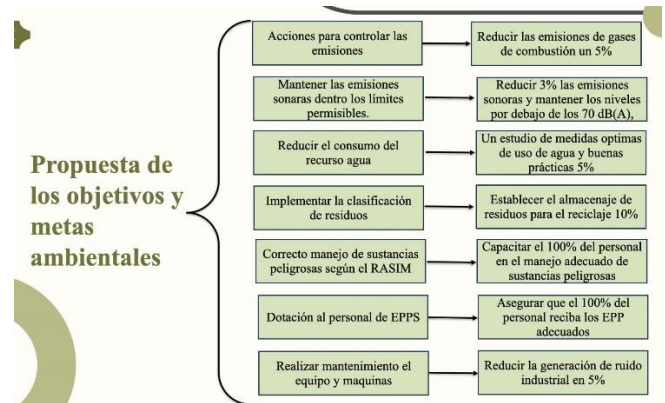 Propuesta de
los objetivos y
metas
ambientales
Acciones para controlar las
emisiones
Reducir las emisiones de gases
de combustión un 5%
Mantener las emisiones
sonaras dentro los límites
permisibles.
Reducir 3% las emisiones
sonoras y mantener los niveles
por debajo de los 70 dB(A),
Reducir el consumo del
recurso agua
Un estudio de medidas optimas
de uso de agua y buenas
prácticas 5%
Implementar la clasificación
de residuos
Establecer el almacenaje de
residuos para el reciclaje 10%
Correcto manejo de sustancias
peligrosas según el RASIM
Capacitar el 100% del personal
en el manejo adecuado de
sustancias peligrosas
Dotación al personal de EPPS
Asegurar que el 100% del
personal reciba los EPP
adecuados
Realizar mantenimiento el
equipo y maquinas
Reducir la generación de ruido
industrial en 5%